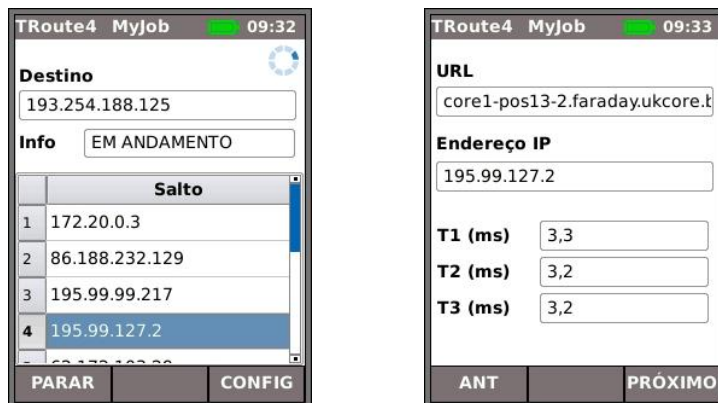 TRoute4 MyJob 09:32
Destino
193.254.188.125
Info EM ANDAMENTO
Salto
1 172.20.0.3
2 86.188.232.129
3 195.99.99.217
4 195.99.127.2
PARAR CONFIG
TRoute4 MyJob 09:33
URL
core1-pos13-2.faraday.ukcore.b
Endereço IP
195.99.127.2
T1 (ms) 3,3
T2 (ms) 3,2
T3 (ms) 3,2
ANT PRÓXIMO